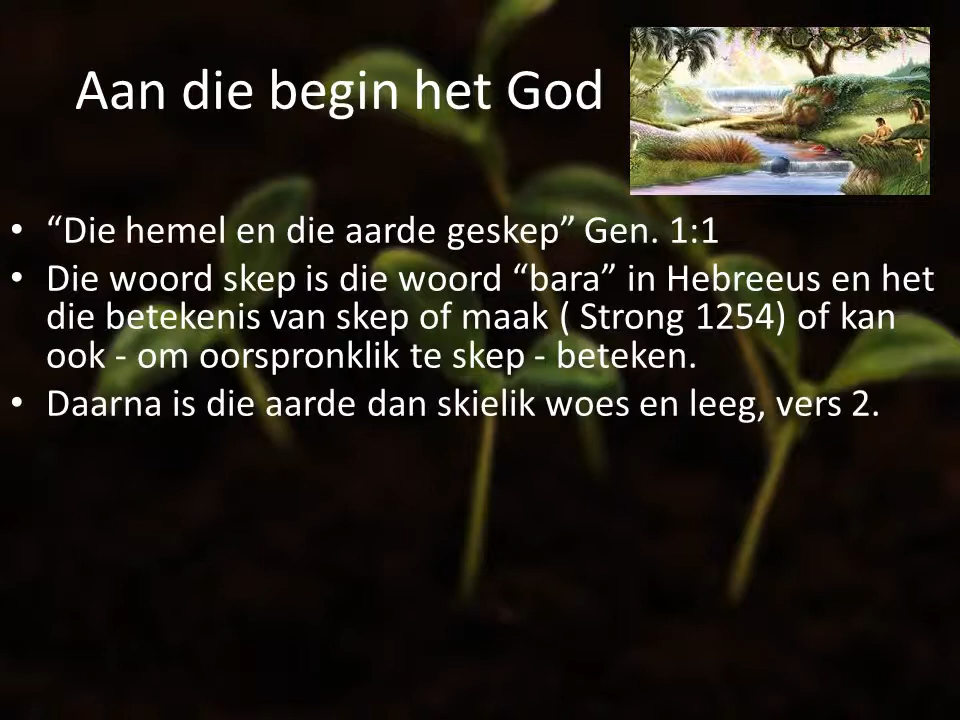 Aan die begin het God
• “Die hemel en die aarde geskep” Gen. 1:1
• Die woord skep is die woord “bara” in Hebreeus en het
die betekenis van skep of maak ( Strong 1254) of kan
ook - om oorspronklik te skep - beteken.
• Daarna is die aarde dan skielik woes en leeg, vers 2.